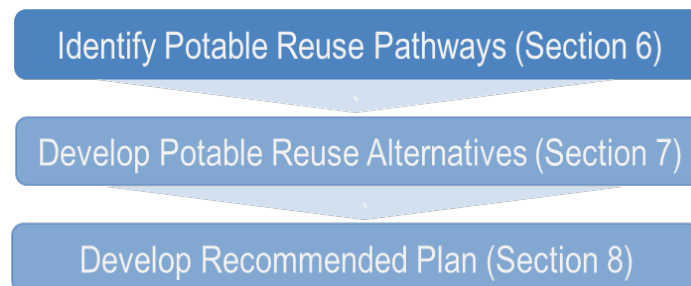 Identify Potable Reuse Pathways (Section 6)
Develop Potable Reuse Alternatives (Section 7)
Develop Recommended Plan (Section 8)